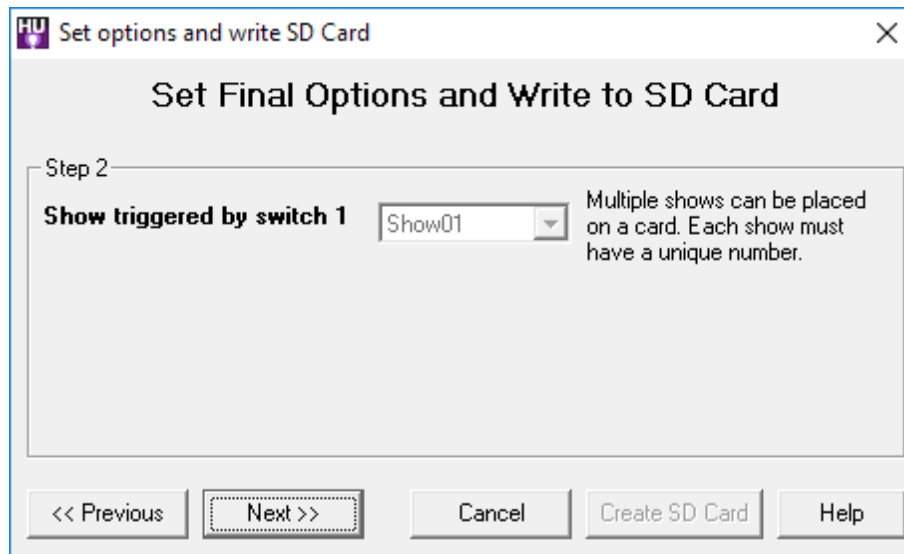 HU
Set options and write SD Card
Set Final Options and Write to SD Card
Step 2
Show triggered by switch 1
Show01
Multiple shows can be placed
on a card. Each show must
have a unique number.
<< Previous
Next >>
Cancel
Create SD Card
Help